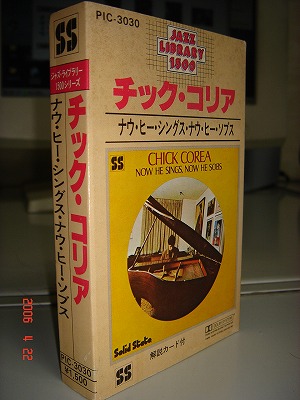 PIC-3030
JAZZ
LIBRARY
1500
チック・コリア
ナウ・ヒー・シングス・ナウ・ヒー・ソブス
SS
CHICK COREA
NOW HE SINGS, NOW HE SOBS
Solid State
解説カード付
SS
SS
ジャズ・ライブラリー
1500シリーズ
チック・コリア
ナウ・ヒー・シングス・ナウ・ヒー・ソブス
PIC-3030
¥1,500
2006 4 22